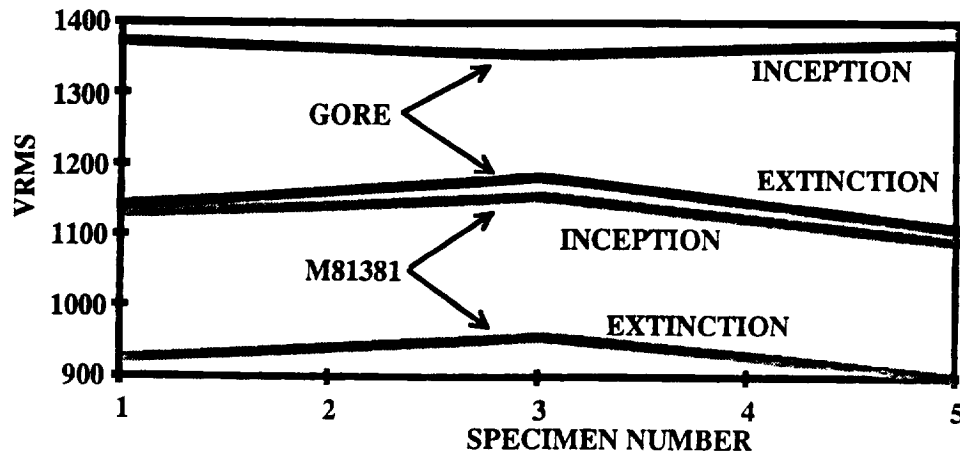 1400
1300
1200
1100
1000
900
VRMS
INCEPTION
GORE
EXTINCTION
INCEPTION
M81381
EXTINCTION
1 2 3 4 5
SPECIMEN NUMBER